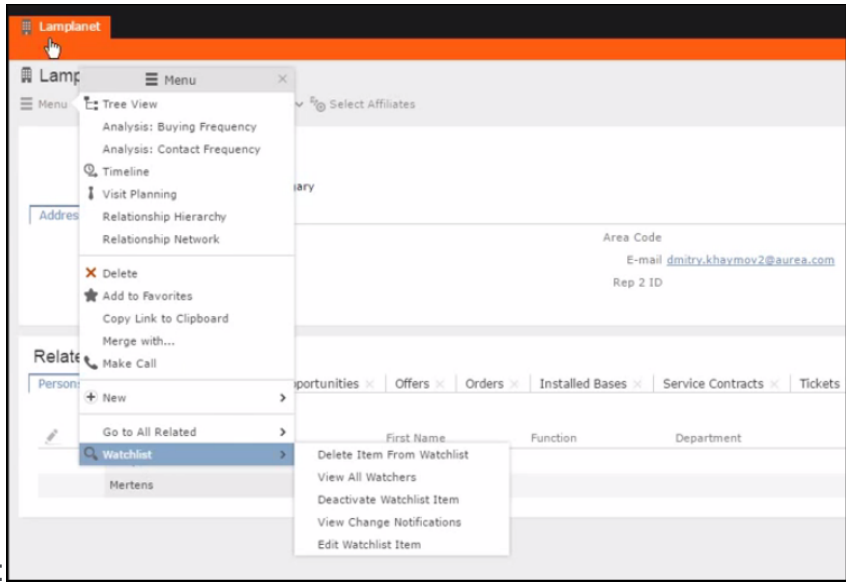 Lamplanet
Lamp
Menu
Menu
Select Affiliates
Tree View
Analysis: Buying Frequency
Analysis: Contact Frequency
Timeline
Visit Planning
ary
Addres
Relationship Hierarchy
Relationship Network
Area Code
E-mail dmitry.khaymov2@aurea.com
Rep 2 ID
Delete
Add to Favorites
Copy Link to Clipboard
Merge with...
Make Call
Relate
Persons
portunities
Offers
Orders
Installed Bases
Service Contracts
Tickets
New
Go to All Related
First Name
Function
Department
Watchlist
Delete Item From Watchlist
View All Watchers
Mertens
Deactivate Watchlist Item
View Change Notifications
Edit Watchlist Item